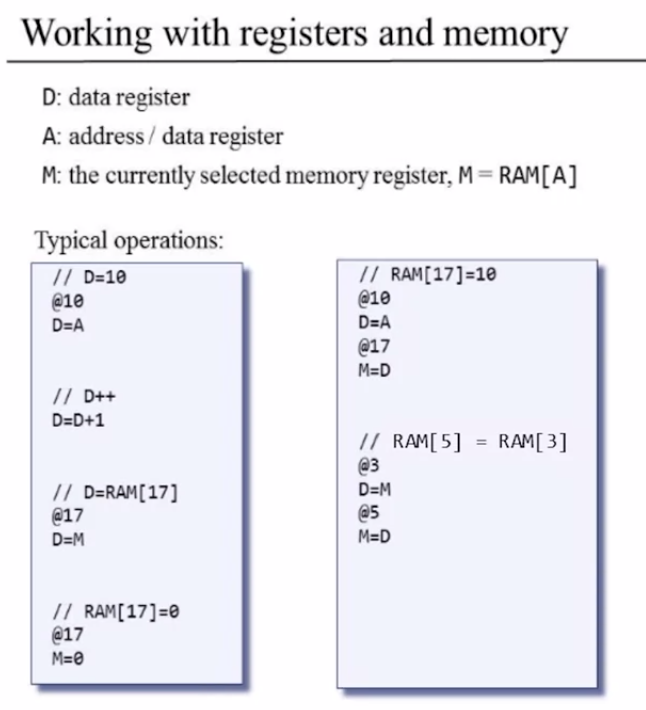 Working with registers and memory
D: data register
A: address / data register
M: the currently selected memory register, M = RAM[A]
Typical operations:
// D=10
@10
D=A
// D++
D=D+1
// D=RAM[17]
@17
D=M
// RAM[17]=0
@17
M=0
// RAM[17]=10
@10
D=A
@17
M=D
// RAM[5] = RAM[3]
@3
D=M
@5
M=D